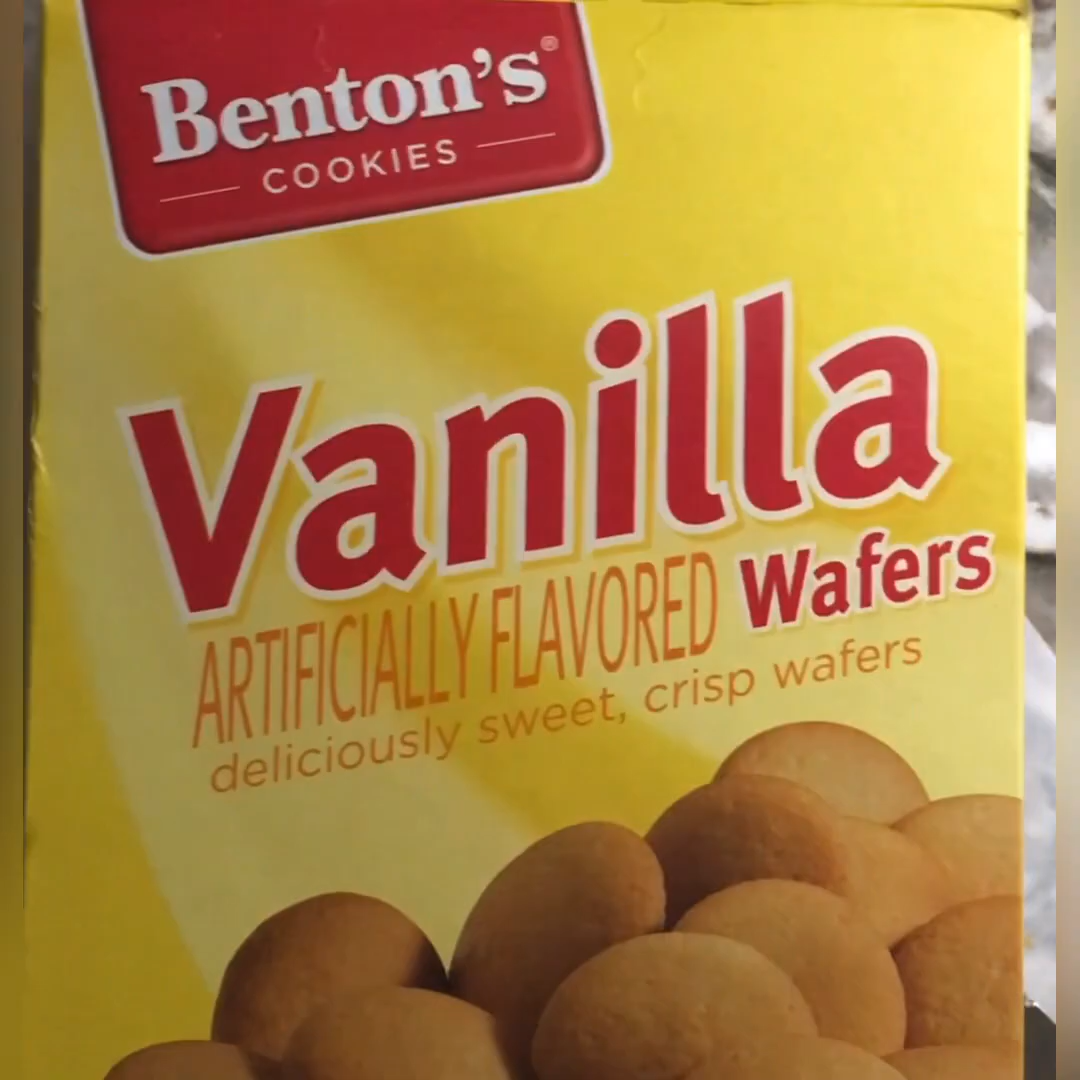 Benton's®
COOKIES
Vanilla
ARTIFICIALLY FLAVORED Wafers
deliciously sweet, crisp wafers